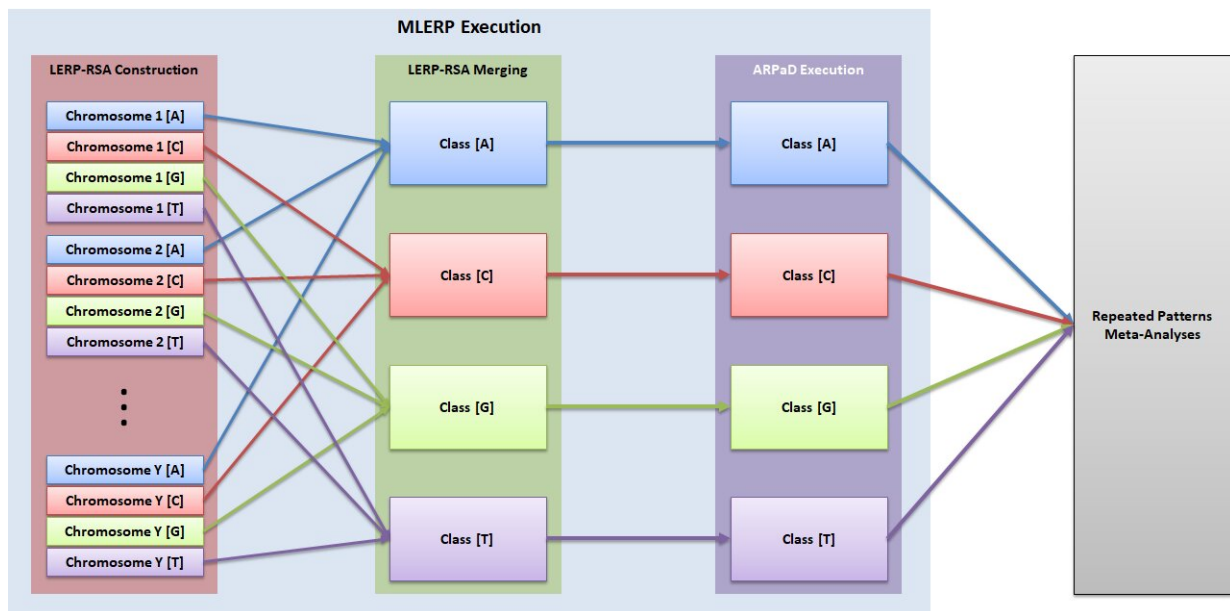 MLERP Execution
LERP-RSA Construction
Chromosome 1 [A]
Chromosome 1 [C]
Chromosome 1 [G]
Chromosome 1 [T]
Chromosome 2 [A]
Chromosome 2 [C]
Chromosome 2 [G]
Chromosome 2 [T]
Chromosome Y [A]
Chromosome Y [C]
Chromosome Y [G]
Chromosome Y [T]
LERP-RSA Merging
Class [A]
Class [C]
Class [G]
Class [T]
ARPaD Execution
Class [A]
Class [C]
Class [G]
Class [T]
Repeated Patterns
Meta-Analyses